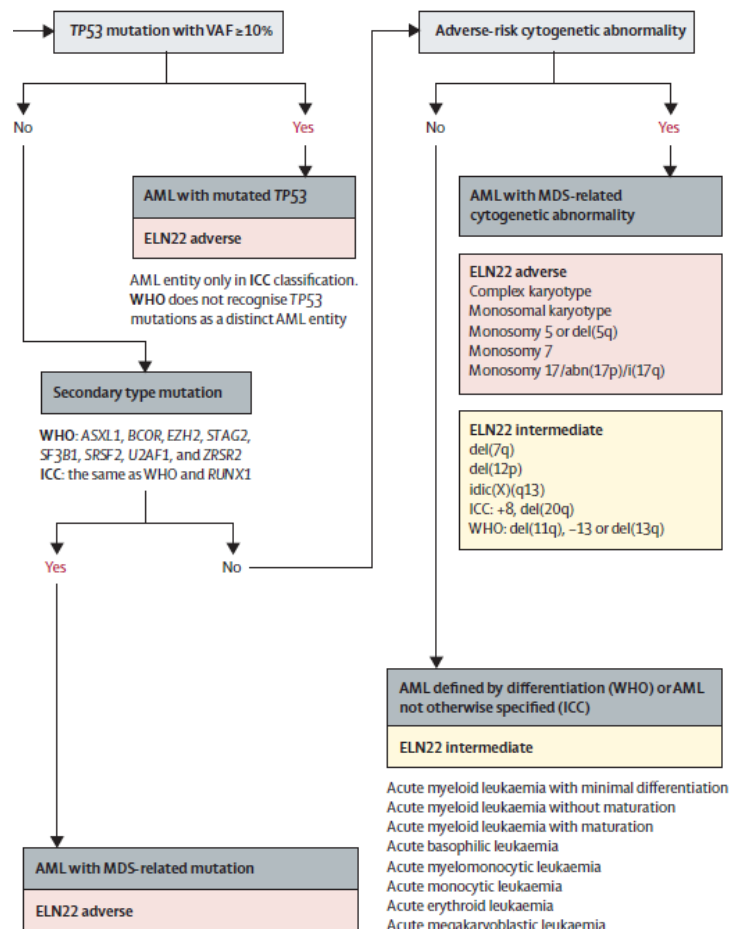 TP53 mutation with VAF ≥10%
Adverse-risk cytogenetic abnormality
No
Yes
No
Yes
AML with mutated TP53
ELN22 adverse
AML entity only in ICC classification.
WHO does not recognise TP53
mutations as a distinct AML entity
AML with MDS-related
cytogenetic abnormality
ELN22 adverse
Complex karyotype
Monosomal karyotype
Monosomy 5 or del(5q)
Monosomy 7
Monosomy 17/abn(17p)/i(17q)
Secondary type mutation
WHO: ASXL1, BCOR, EZH2, STAG2,
SF3B1, SRSF2, U2AF1, and ZRSR2
ICC: the same as WHO and RUNX1
ELN22 intermediate
del(7q)
del(12p)
idic(X)(q13)
ICC: +8, del(20q)
WHO: del(11q), –13 or del(13q)
Yes
No
AML defined by differentiation (WHO) or AML
not otherwise specified (ICC)
ELN22 intermediate
Acute myeloid leukaemia with minimal differentiation
Acute myeloid leukaemia without maturation
Acute myeloid leukaemia with maturation
Acute basophilic leukaemia
Acute myelomonocytic leukaemia
Acute monocytic leukaemia
Acute erythroid leukaemia
Acute megakaryoblastic leukaemia
AML with MDS-related mutation
ELN22 adverse